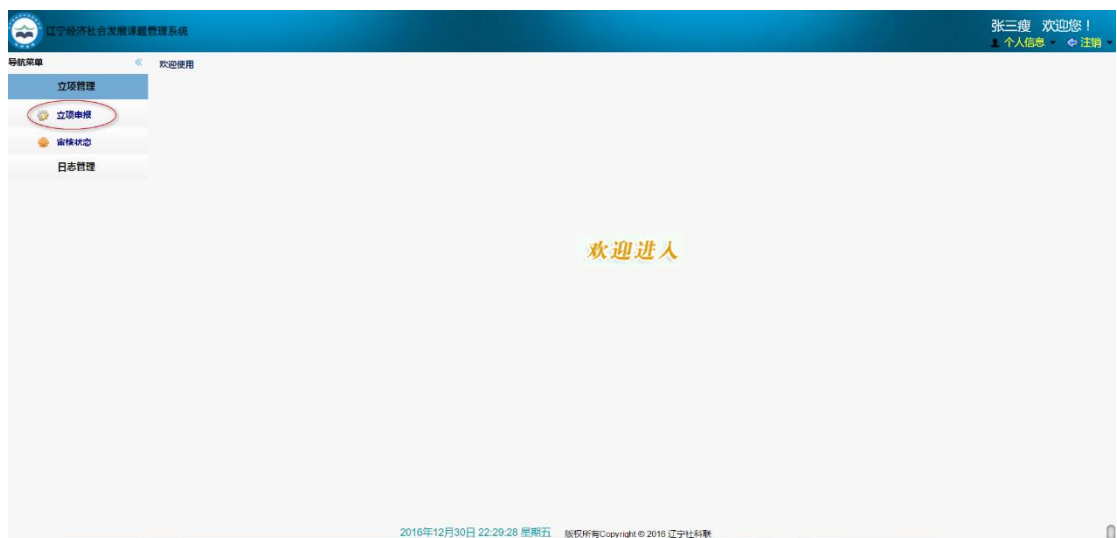 辽宁经济社会发展课题管理系统
张三瘦 欢迎您！
个人信息 注销
导航菜单
欢迎使用
立项管理
立项申报
审核状态
日志管理
欢迎进入
2016年12月30日 22:29:28 星期五 版权所有Copyright © 2016 辽宁社科联